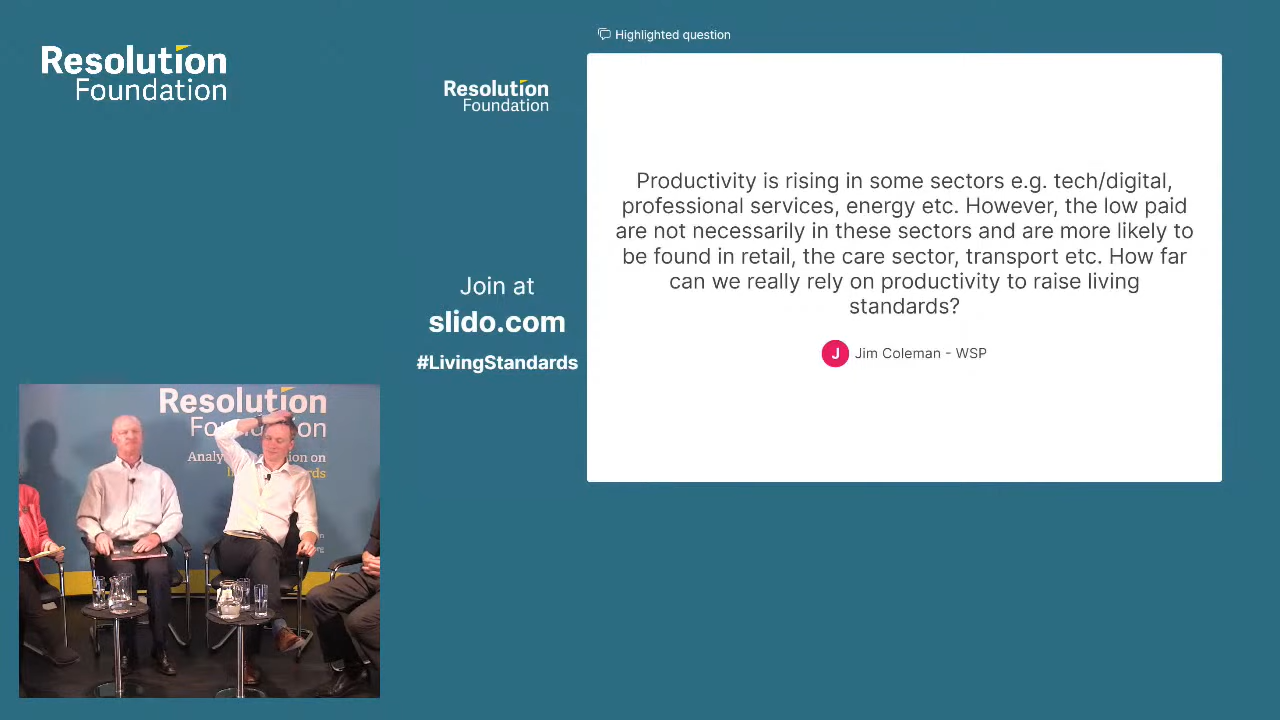 Resolution
Foundation
Highlighted question
Resolution
Foundation
Productivity is rising in some sectors e.g. tech/digital,
professional services, energy etc. However, the low paid
are not necessarily in these sectors and are more likely to
be found in retail, the care sector, transport etc. How far
can we really rely on productivity to raise living
standards?
J Jim Coleman - WSP
Join at
slido.com
#LivingStandards
Resolution